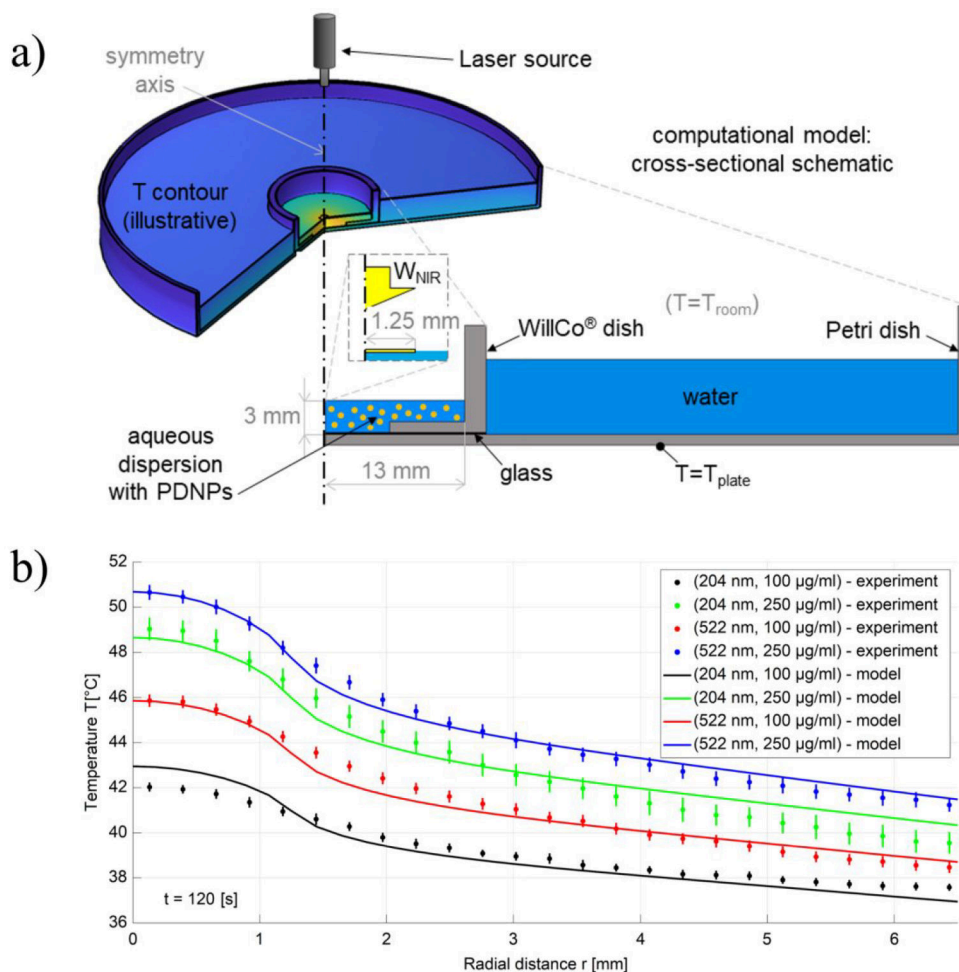 a)
symmetry
axis
Laser source
computational model:
cross-sectional schematic
T contour
(illustrative)
W_NIR
1.25 mm
(T=T_room)
WillCo® dish
Petri dish
3 mm
water
aqueous
dispersion
with PDNPs
13 mm
glass
T=T_plate
b)
52
50
48
46
44
42
40
38
36
Temperature T[°C]
(204 nm, 100 µg/ml) - experiment
(204 nm, 250 µg/ml) - experiment
(522 nm, 100 µg/ml) - experiment
(522 nm, 250 µg/ml) - experiment
(204 nm, 100 µg/ml) - model
(204 nm, 250 µg/ml) - model
(522 nm, 100 µg/ml) - model
(522 nm, 250 µg/ml) - model
t = 120 [s]
0 1 2 3 4 5 6
Radial distance r [mm]